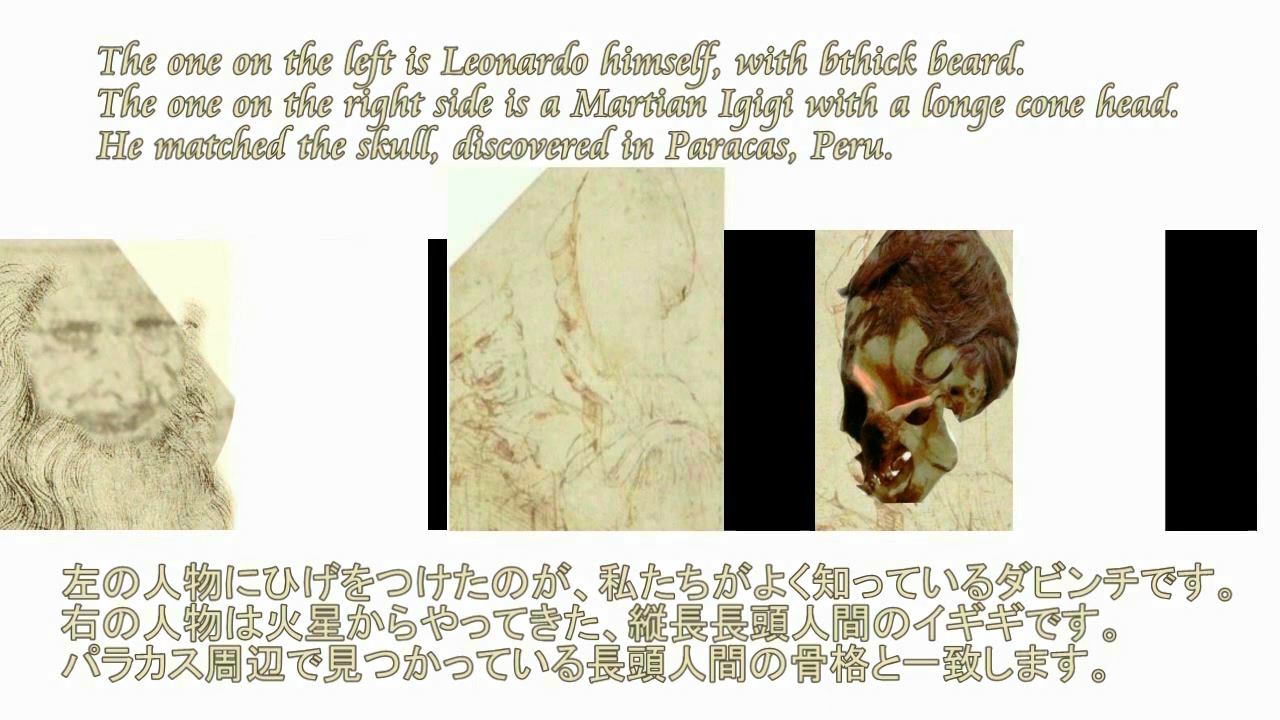 The one on the left is Leonardo himself, with bthick beard.
The one on the right side is a Martian Igigi with a longe cone head.
He matched the skull, discovered in Paracas, Peru.
左の人物にひげをつけたのが、私たちがよく知っているダビンチです。
右の人物は火星からやってきた、縦長長頭人間のイギギです。
パラカス周辺で見つかっている長頭人間の骨格と一致します。